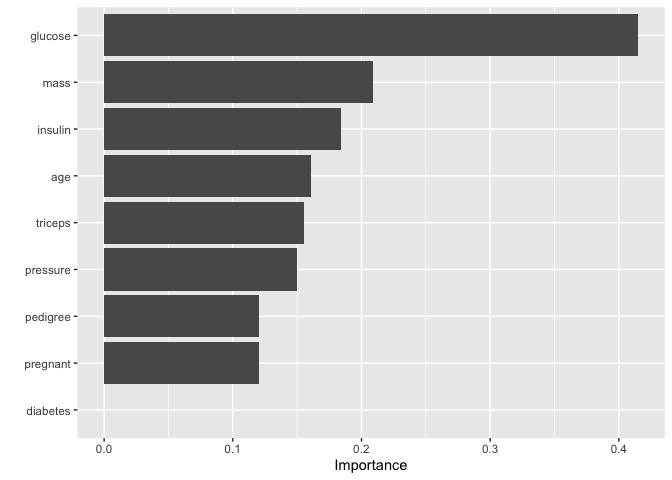 glucose
mass
insulin
age
triceps
pressure
pedigree
pregnant
diabetes
0.0 0.1 0.2 0.3 0.4
Importance